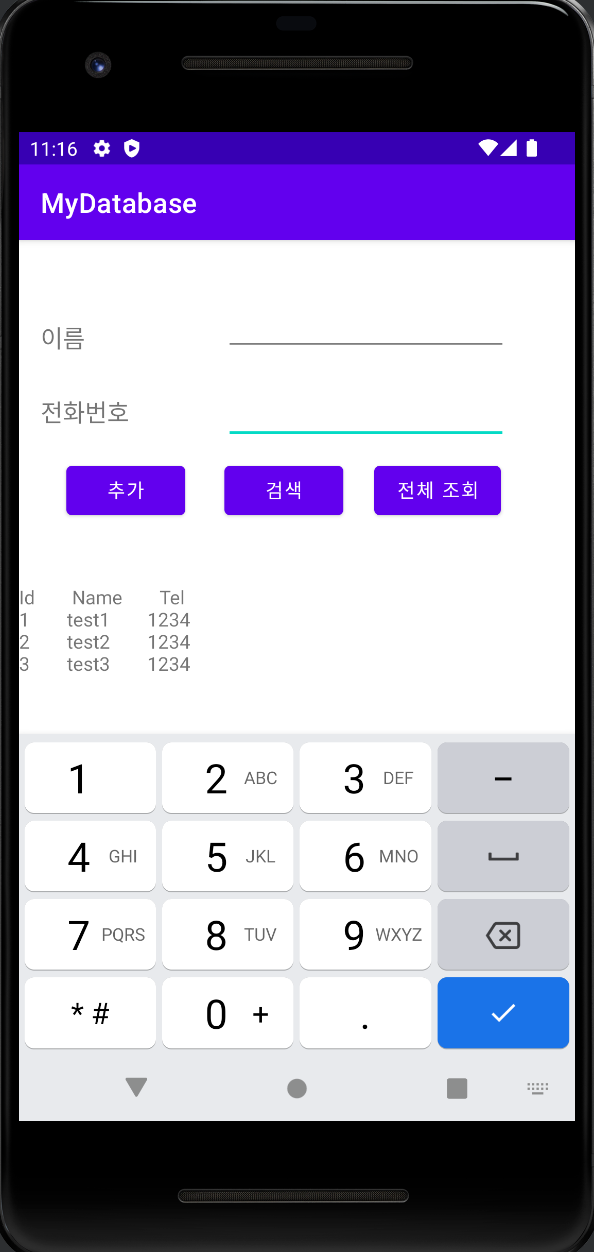 11:16
MyDatabase
이름
전화번호
추가 검색 전체 조회
Id Name Tel
1 test1 1234
2 test2 1234
3 test3 1234
1 2 ABC 3 DEF –
4 GHI 5 JKL 6 MNO
7 PQRS 8 TUV 9 WXYZ
* # 0 + .